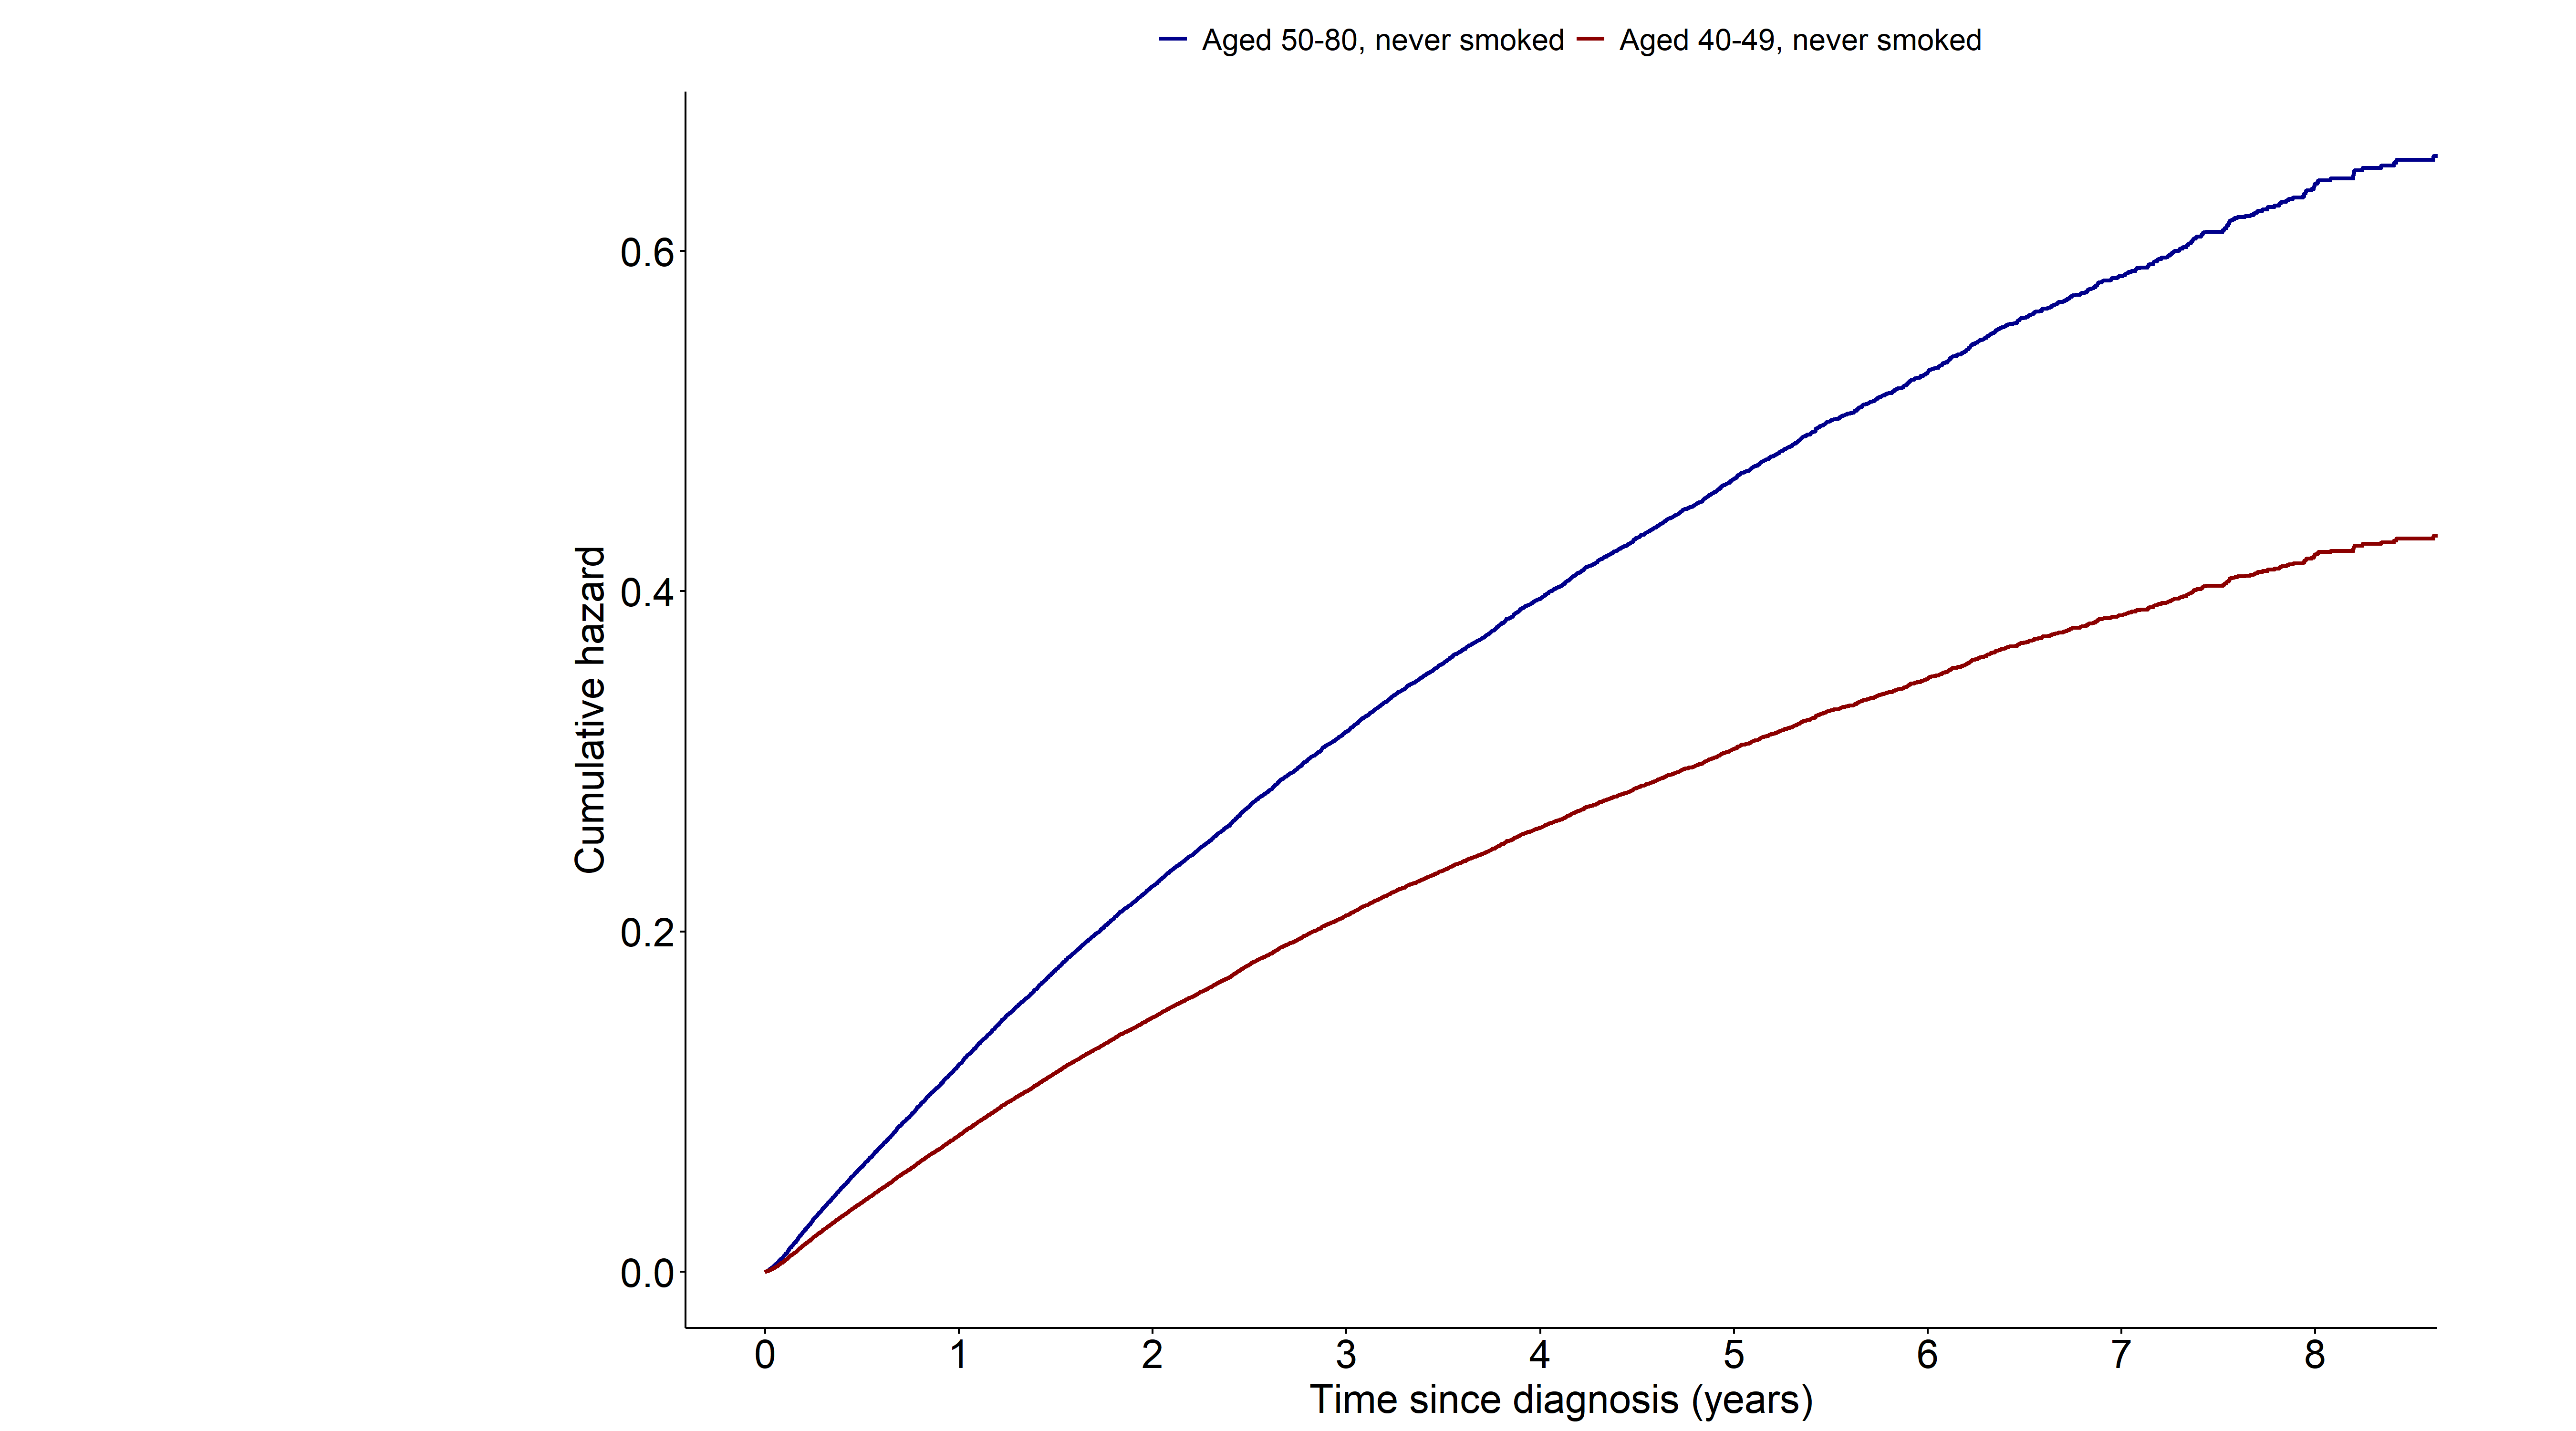 Aged 50-80, never smoked Aged 40-49, never smoked
Cumulative hazard
0.6
0.4
0.2
0.0
0 1 2 3 4 5 6 7 8
Time since diagnosis (years)